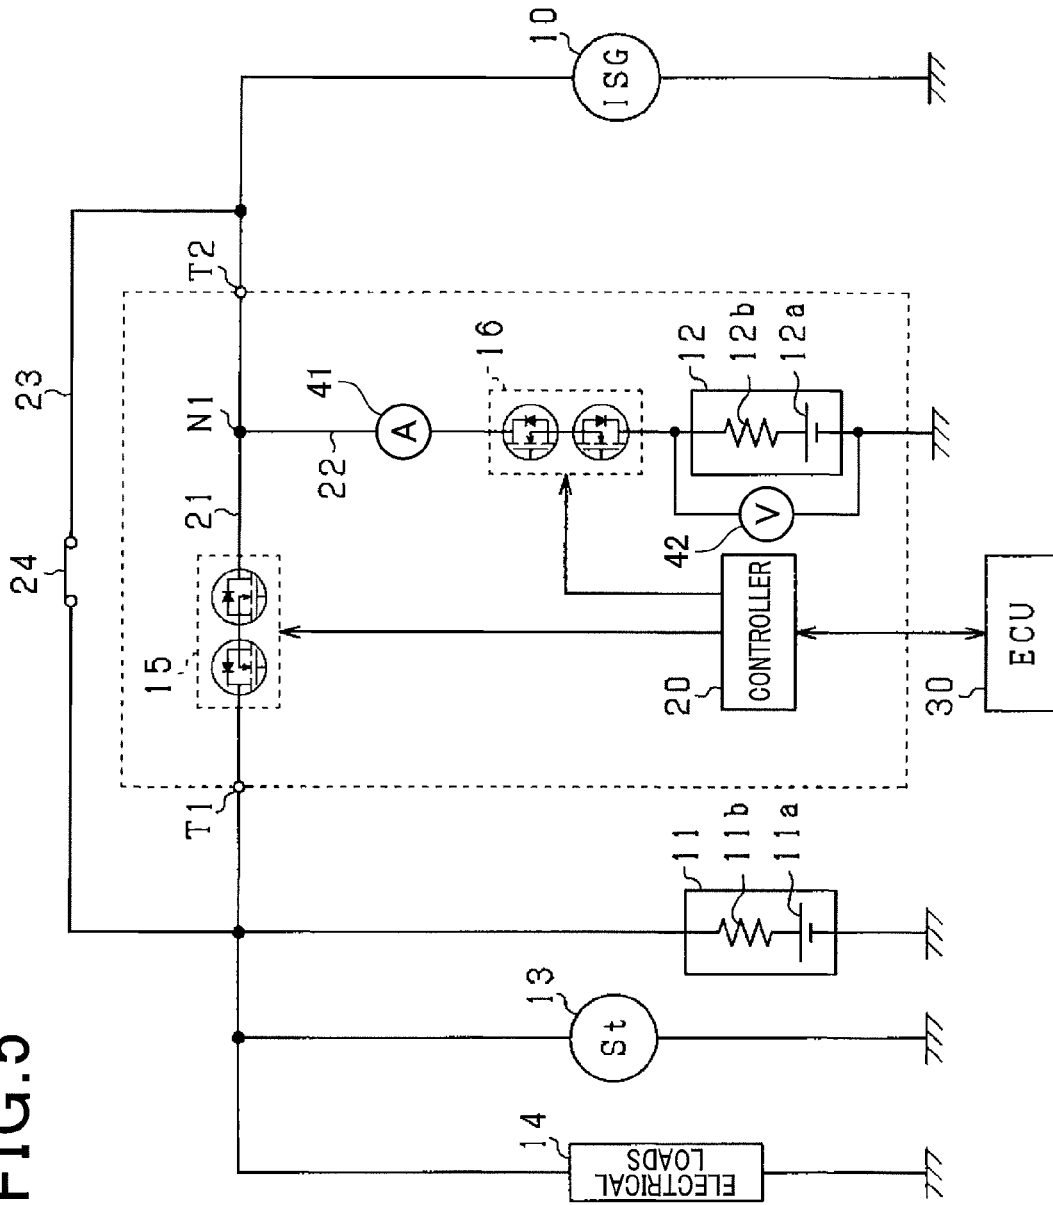 FIG.5
23
24
T1
15
21
N1
T2
22
41
A
16
10
ISG
14
ELECTRICAL
LOADS
13
St
11
11b
11a
20
CONTROLLER
42
V
12
12b
12a
30
ECU